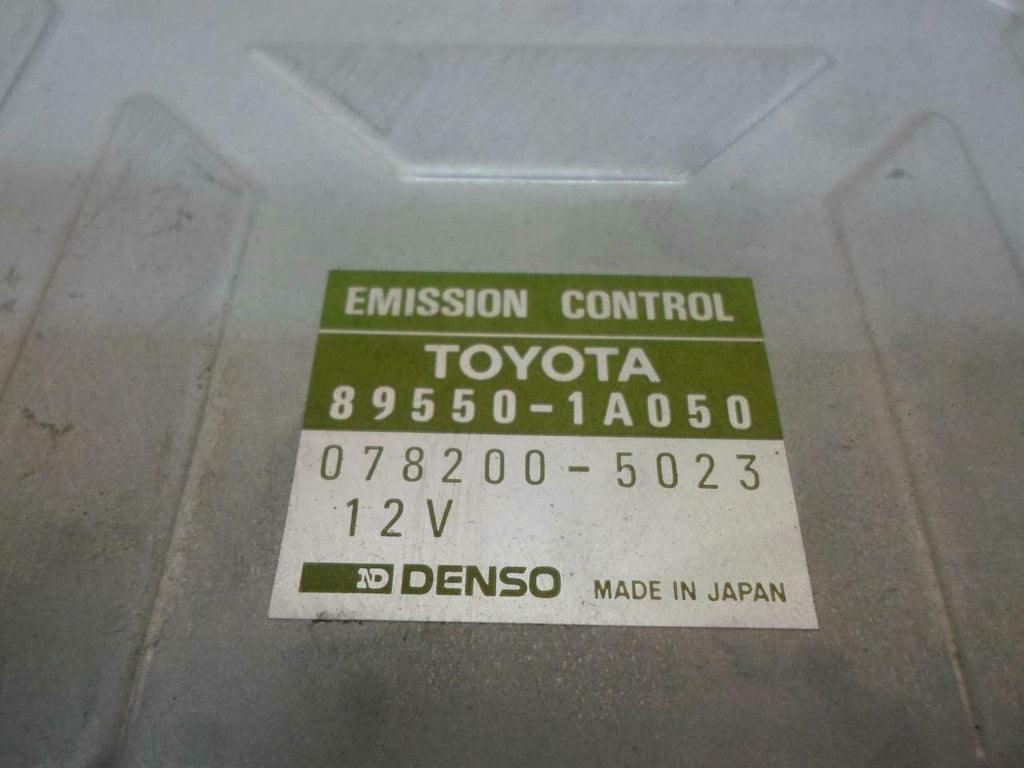 EMISSION CONTROL
TOYOTA
89550-1A050
078200-5023
12V
ND DENSO MADE IN JAPAN